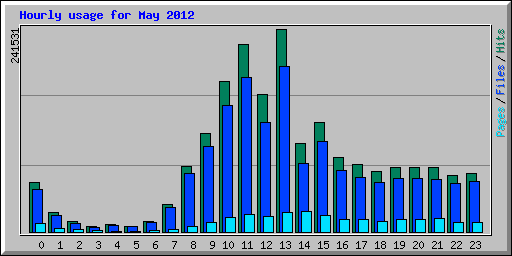 Hourly usage for May 2012
241531
Pages/Files/Hits
0 1 2 3 4 5 6 7 8 9 10 11 12 13 14 15 16 17 18 19 20 21 22 23